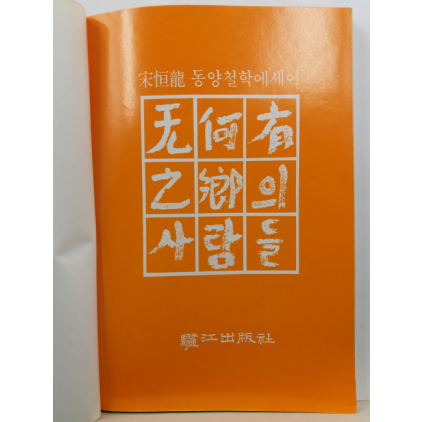 宋恒龍 동양철학에세이
无何有
之鄕의
사람들
驪江出版社